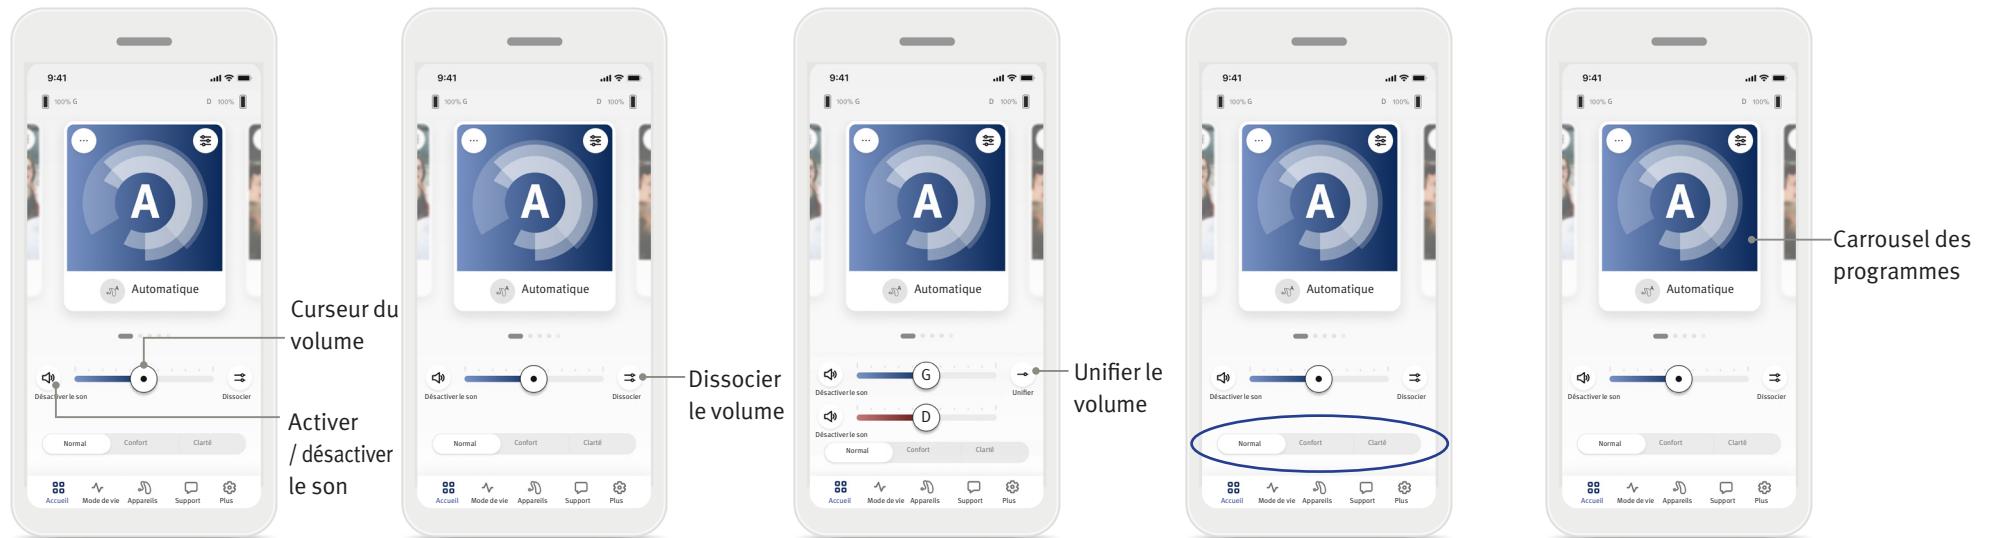 9:41
100% G
D 100%
A
Automatique
Désactiver le son
Dissocier
Normal Confort Clarté
Accueil Mode de vie Appareils Support Plus
Curseur du
volume
Activer
/ désactiver
le son
9:41
100% G
D 100%
A
Automatique
Désactiver le son
Dissocier
Normal Confort Clarté
Accueil Mode de vie Appareils Support Plus
Dissocier
le volume
9:41
100% G
D 100%
A
Automatique
G
Désactiver le son
Unifier
D
Désactiver le son
Normal Confort Clarté
Accueil Mode de vie Appareils Support Plus
Unifier le
volume
9:41
100% G
D 100%
A
Automatique
Désactiver le son
Dissocier
Normal Confort Clarté
Accueil Mode de vie Appareils Support Plus
9:41
100% G
D 100%
A
Automatique
Désactiver le son
Dissocier
Normal Confort Clarté
Accueil Mode de vie Appareils Support Plus
Carrousel des
programmes